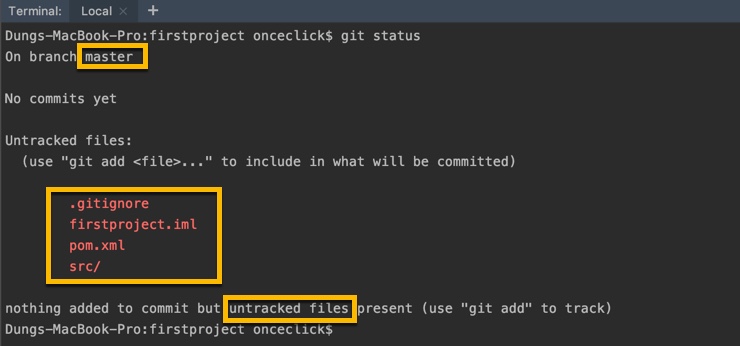 Terminal: Local × +
Dungs-MacBook-Pro:firstproject onceclick$ git status
On branch master
No commits yet
Untracked files:
(use "git add <file>..." to include in what will be committed)
.gitignore
firstproject.iml
pom.xml
src/
nothing added to commit but untracked files present (use "git add" to track)
Dungs-MacBook-Pro:firstproject onceclick$